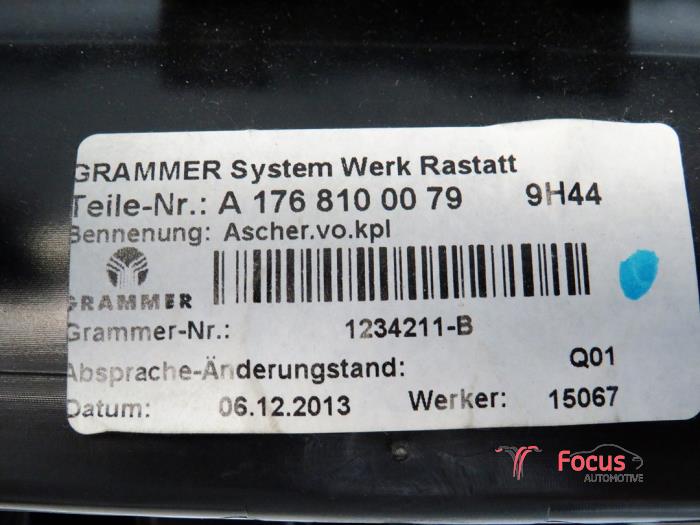 GRAMMER System Werk Rastatt
Teile-Nr.: A 176 810 00 79 9H44
Bennenung: Ascher.vo.kpl
GRAMMER
Grammer-Nr.: 1234211-B
Absprache-Änderungstand: Q01
Datum: 06.12.2013 Werker: 15067
Focus
AUTOMOTIVE